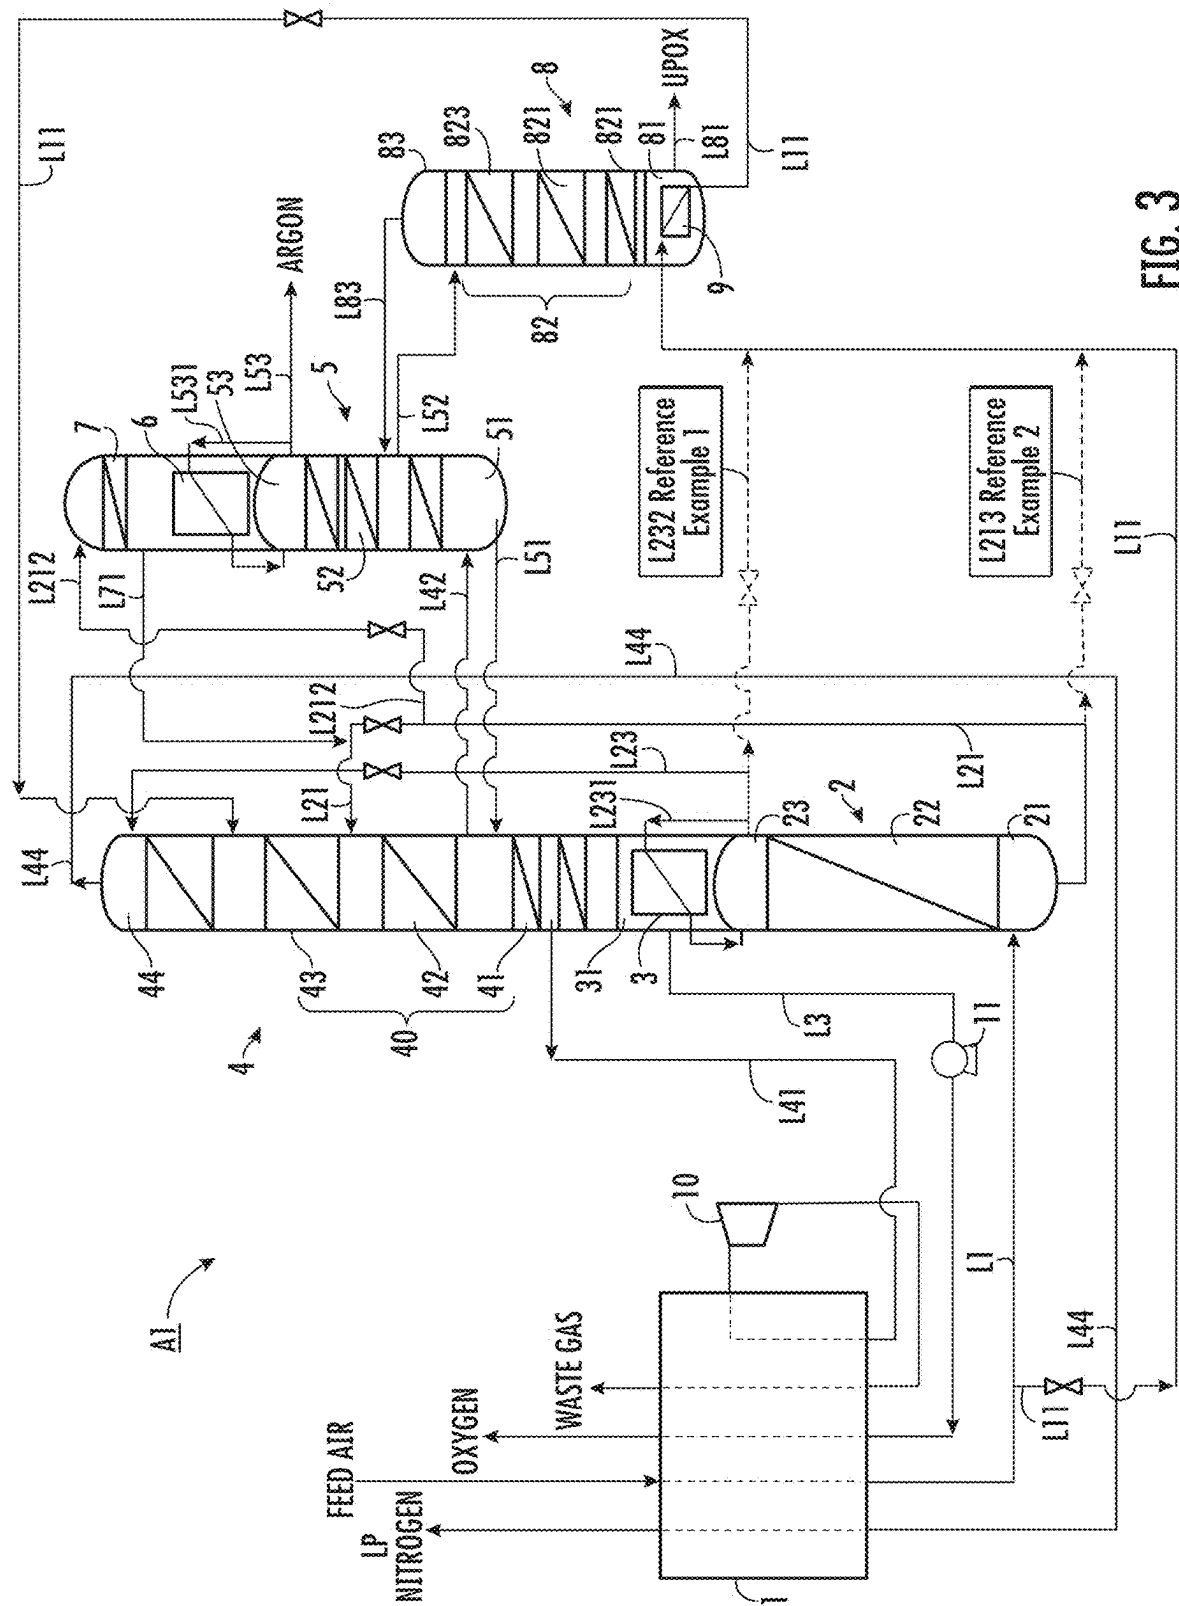 A1
L44
L11
L212
7
L71
44
6
L531
53
4
L53
ARGON
43
L21
L212
5
52
FEED AIR
L83
LP
NITROGEN
83
40
42
L42
L52
823
OXYGEN
41
51
L51
82
821
8
WASTE GAS
31
L231
821
L23
L44
3
81
L232 Reference
Example 1
UPOX
10
L81
9
1
L41
23
L11
L3
2
22
L21
L1
11
L213 Reference
Example 2
21
L11
L44
L11
FIG. 3